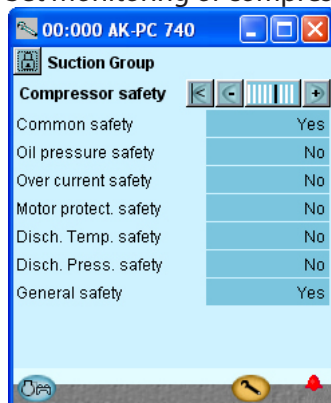 00:000 AK-PC 740
Suction Group
Compressor safety
Common safety Yes
Oil pressure safety No
Over current safety No
Motor protect. safety No
Disch. Temp. safety No
Disch. Press. safety No
General safety Yes